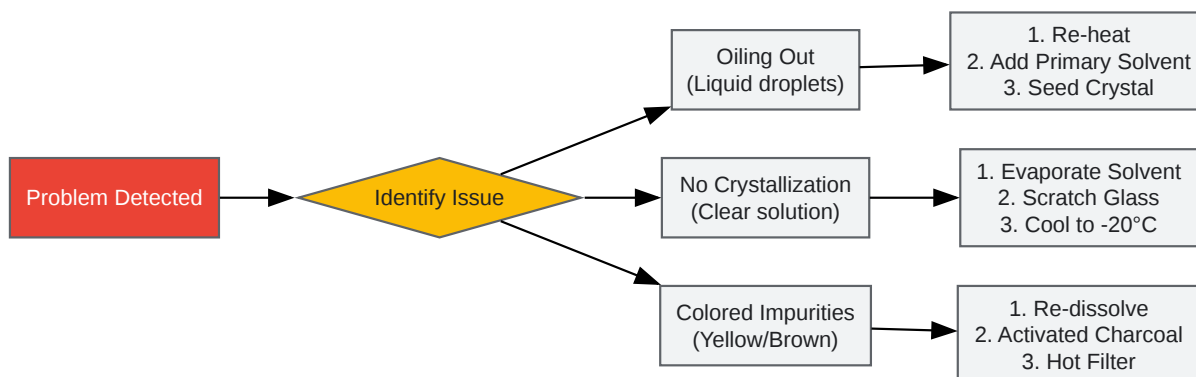 Problem Detected
Identify Issue
Oiling Out
(Liquid droplets)
1. Re-heat
2. Add Primary Solvent
3. Seed Crystal
No Crystallization
(Clear solution)
1. Evaporate Solvent
2. Scratch Glass
3. Cool to -20°C
Colored Impurities
(Yellow/Brown)
1. Re-dissolve
2. Activated Charcoal
3. Hot Filter